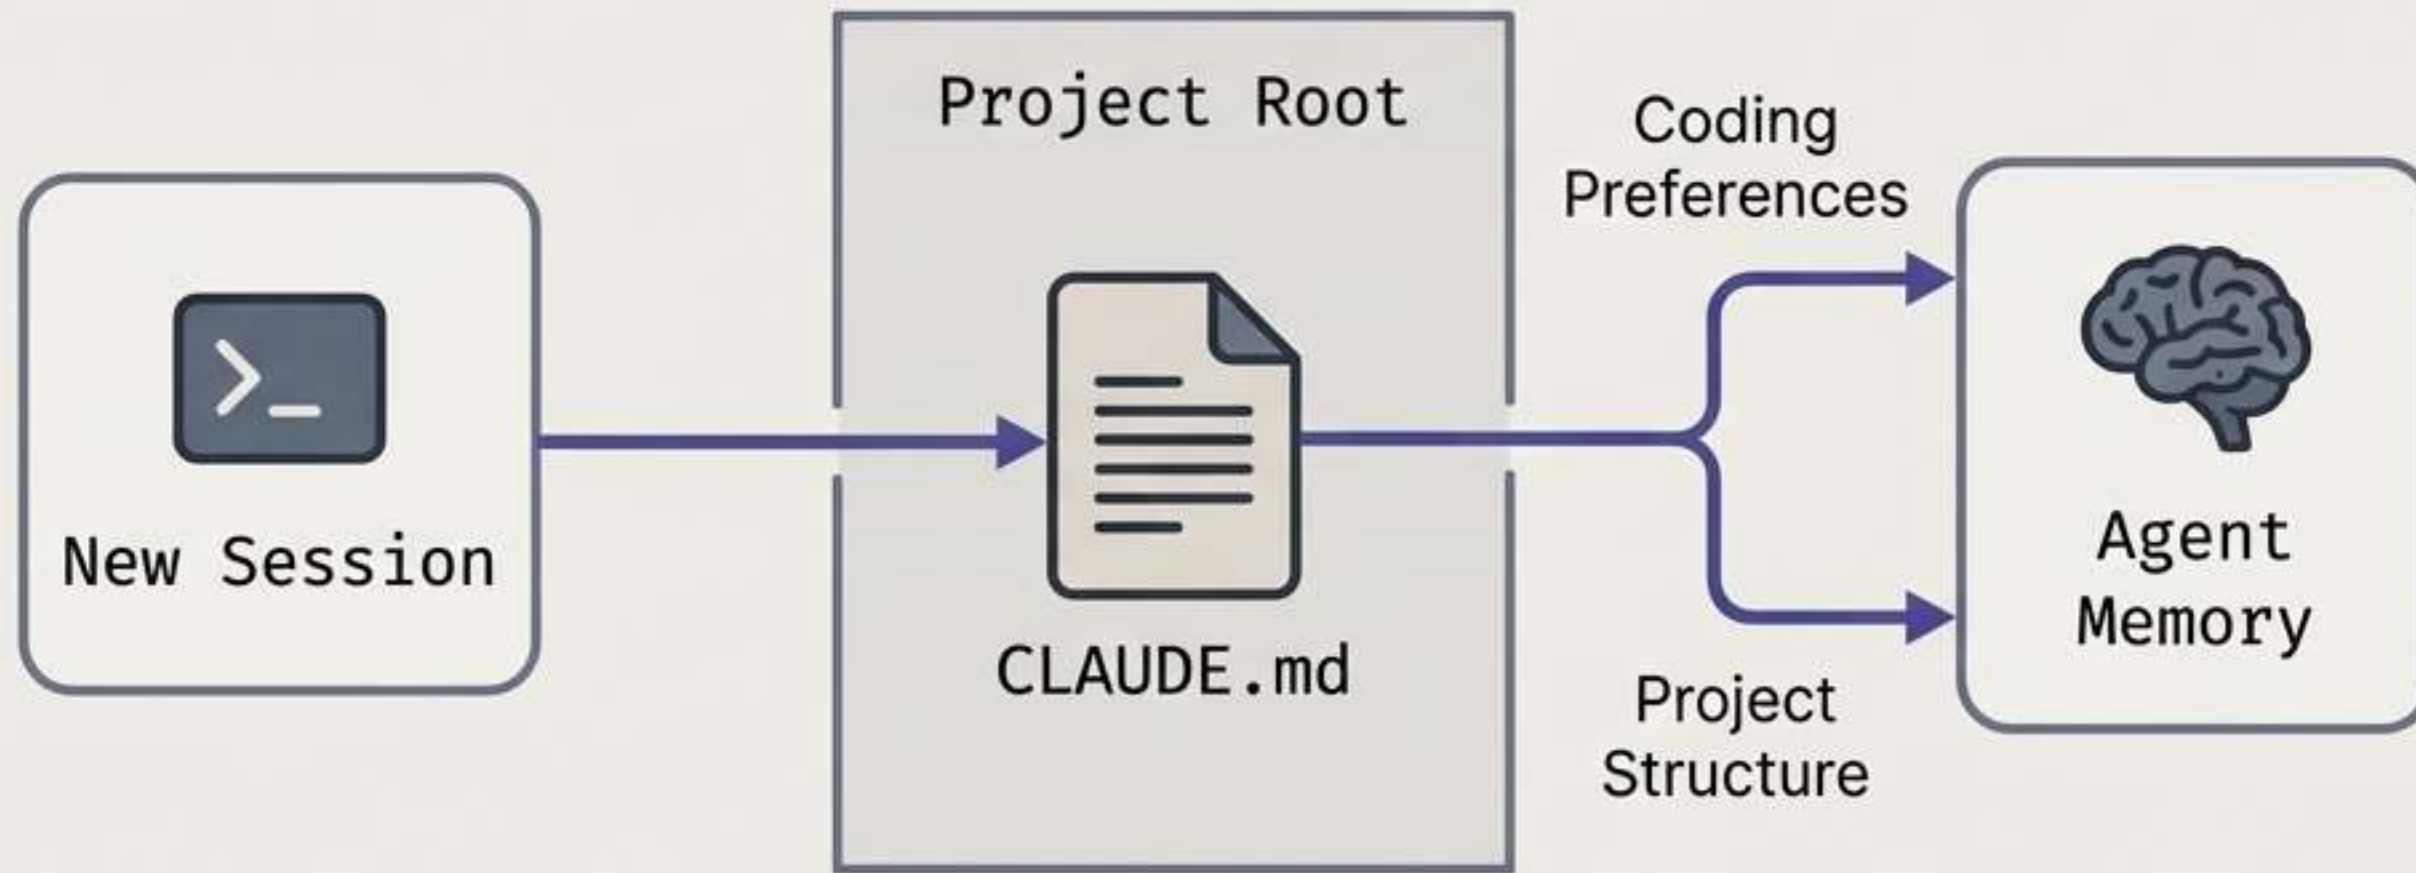 New Session
Project Root
CLAUDE.md
Coding
Preferences
Project
Structure
Agent
Memory